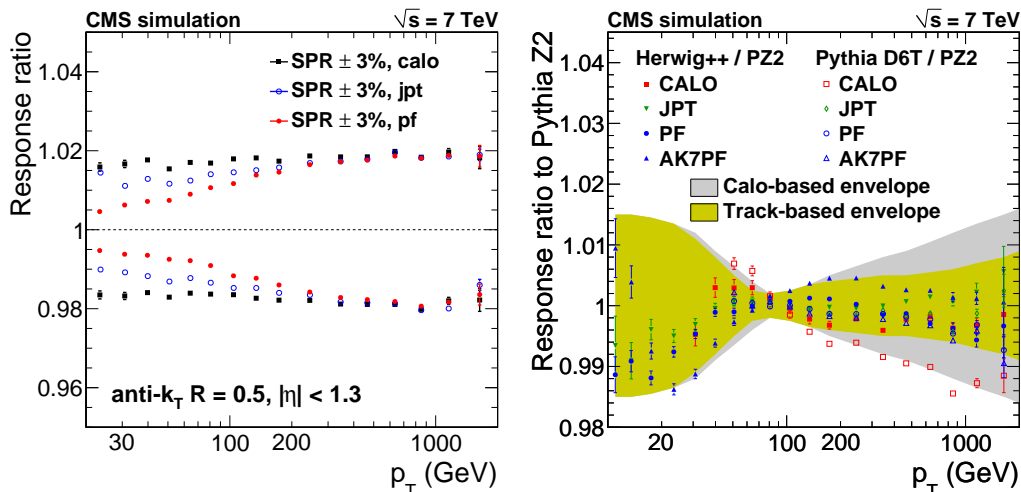 CMS simulation √s = 7 TeV
Response ratio
1.04
1.02
1
0.98
0.96
SPR ± 3%, calo
SPR ± 3%, jpt
SPR ± 3%, pf
anti-k_T R = 0.5, |η| < 1.3
30 100 200 1000
p_T (GeV)
CMS simulation √s = 7 TeV
Response ratio to Pythia Z2
1.04
1.03
1.02
1.01
1
0.99
0.98
Herwig++ / PZ2 Pythia D6T / PZ2
CALO CALO
JPT JPT
PF PF
AK7PF AK7PF
Calo-based envelope
Track-based envelope
20 100 200 1000
p_T (GeV)